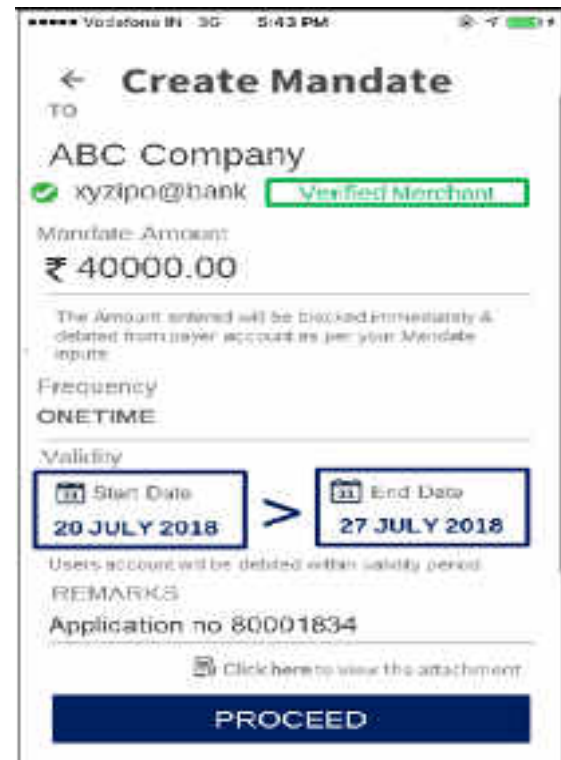 Vodafone IN 3G 5:43 PM
← Create Mandate
TO
ABC Company
xyzipo@bank Verified Merchant
Mandate Amount
₹ 40000.00
The Amount entered will be blocked immediately &
debited from payer account as per your Mandate
inputs
Frequency
ONETIME
Validity
31 Start Date > 31 End Date
20 JULY 2018 27 JULY 2018
Users account will be debited within validity period
REMARKS
Application no 80001834
Click here to view the attachment
PROCEED